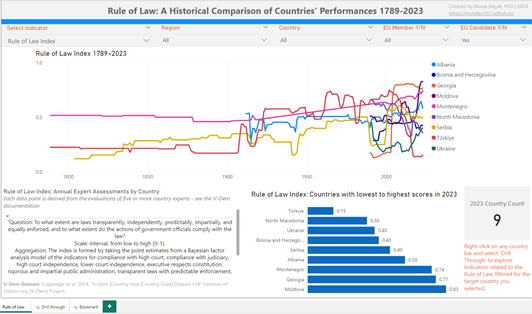 Rule of Law: A Historical Comparison of Countries' Performances 1789-2023
Created by Murat Koyak, PhD | 2024
Select Indicator
Region
Country
EU Member Y/N
EU Candidate Y/N
Rule of Law Index
All
All
All
Yes
Rule of Law Index 1789-2023
1.0
0.5
0.0
1800
1850
1900
1950
2000
Albania
Bosnia and Herzegovina
Georgia
Moldova
Montenegro
North Macedonia
Serbia
Türkiye
Ukraine
Rule of Law Index: Annual Expert Assessments by Country
Each data point is derived from the evaluations of five or more country experts - see the V-Dem
documentation
"Question: To what extent are laws transparently, independently, predictably, impartially, and
equally enforced, and to what extent do the actions of government officials comply with the
law?
Scale: Interval, from low to high (0-1).
Aggregation: The index is formed by taking the point estimates from a Bayesian factor
analysis model of the indicators for compliance with high court, compliance with judiciary,
high court independence, lower court independence, executive respects constitution,
rigorous and impartial public administration, transparent laws with predictable enforcement,
V-Dem Dataset: Coppedge et al. 2024, "V-Dem [Country-Year/Country-Date] Dataset v14" Varieties of
Democracy (V-Dem) Project.
Rule of Law Index: Countries with lowest to highest scores in 2023
Türkiye 0.15
North Macedonia 0.36
Ukraine 0.40
Bosnia and Herzego... 0.43
Serbia 0.49
Albania 0.58
Montenegro 0.74
Georgia 0.77
Moldova 0.83
2023 Country Count
9
Right-click on any country
bar and select 'Drill
Through' to explore
indicators related to the
Rule of Law, filtered for the
target country you
selected.
Rule of Law
Drill through
Bookmark
+